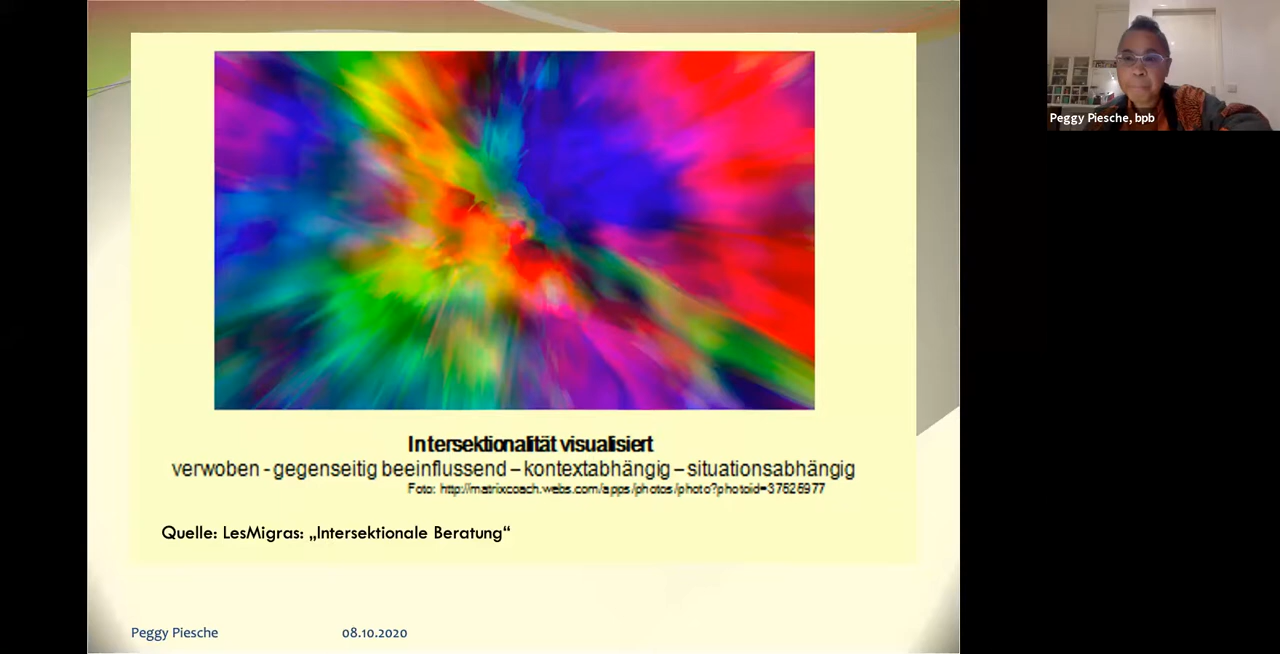 Peggy Piesche, bpb
Intersektionalität visualisiert
verwoben - gegenseitig beeinflussend – kontextabhängig – situationsabhängig
Foto: http://matrixcoach.webs.com/apps/photos/photo?photoid=37525977
Quelle: LesMigras: „Intersektionale Beratung“
Peggy Piesche 08.10.2020